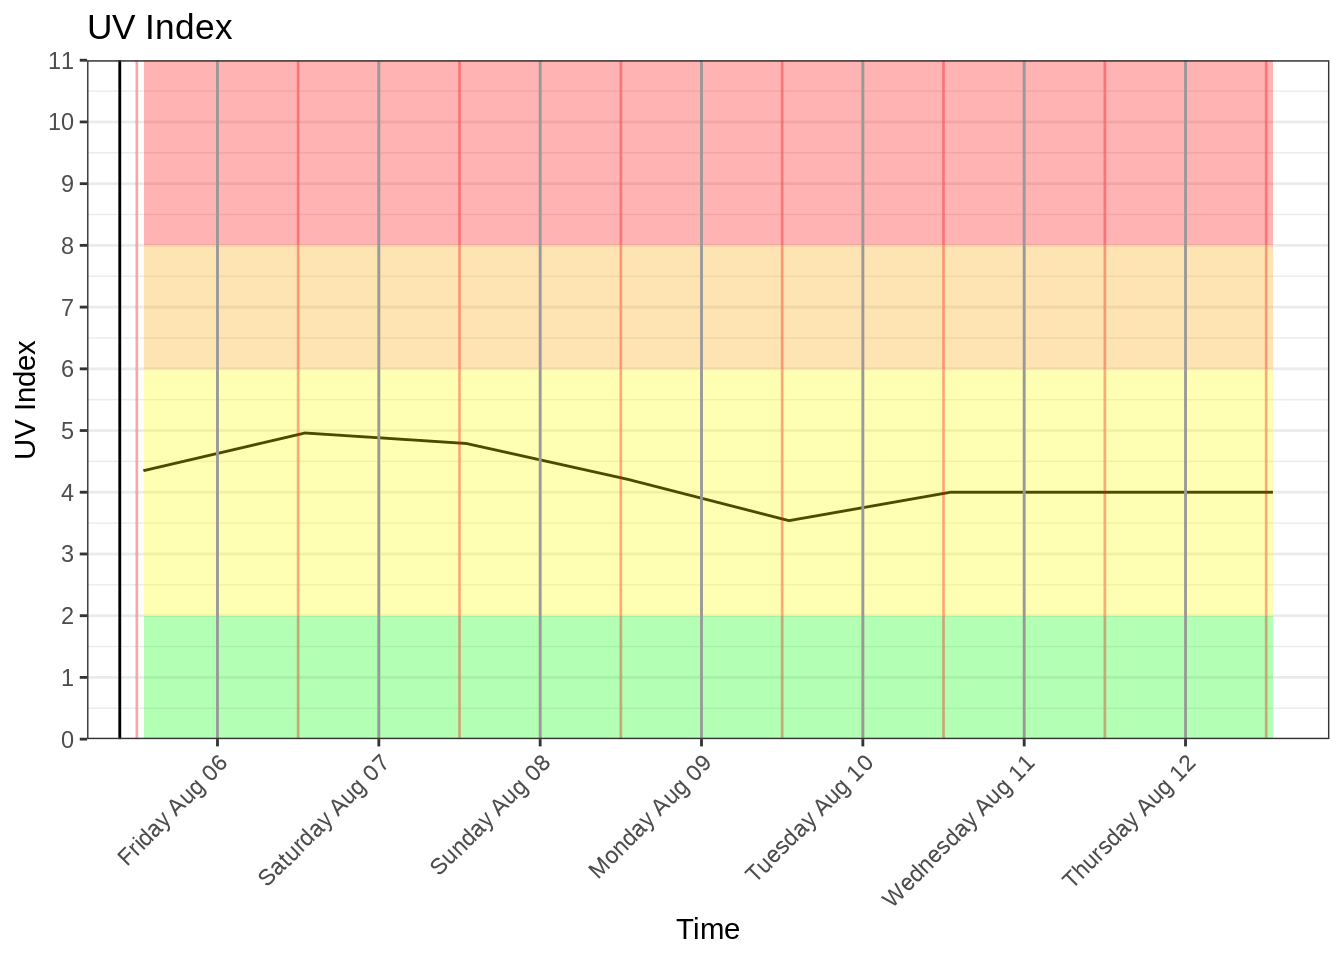 UV Index
11
10
9
8
7
6
5
4
3
2
1
0
UV Index
Friday Aug 06
Saturday Aug 07
Sunday Aug 08
Monday Aug 09
Tuesday Aug 10
Wednesday Aug 11
Thursday Aug 12
Time